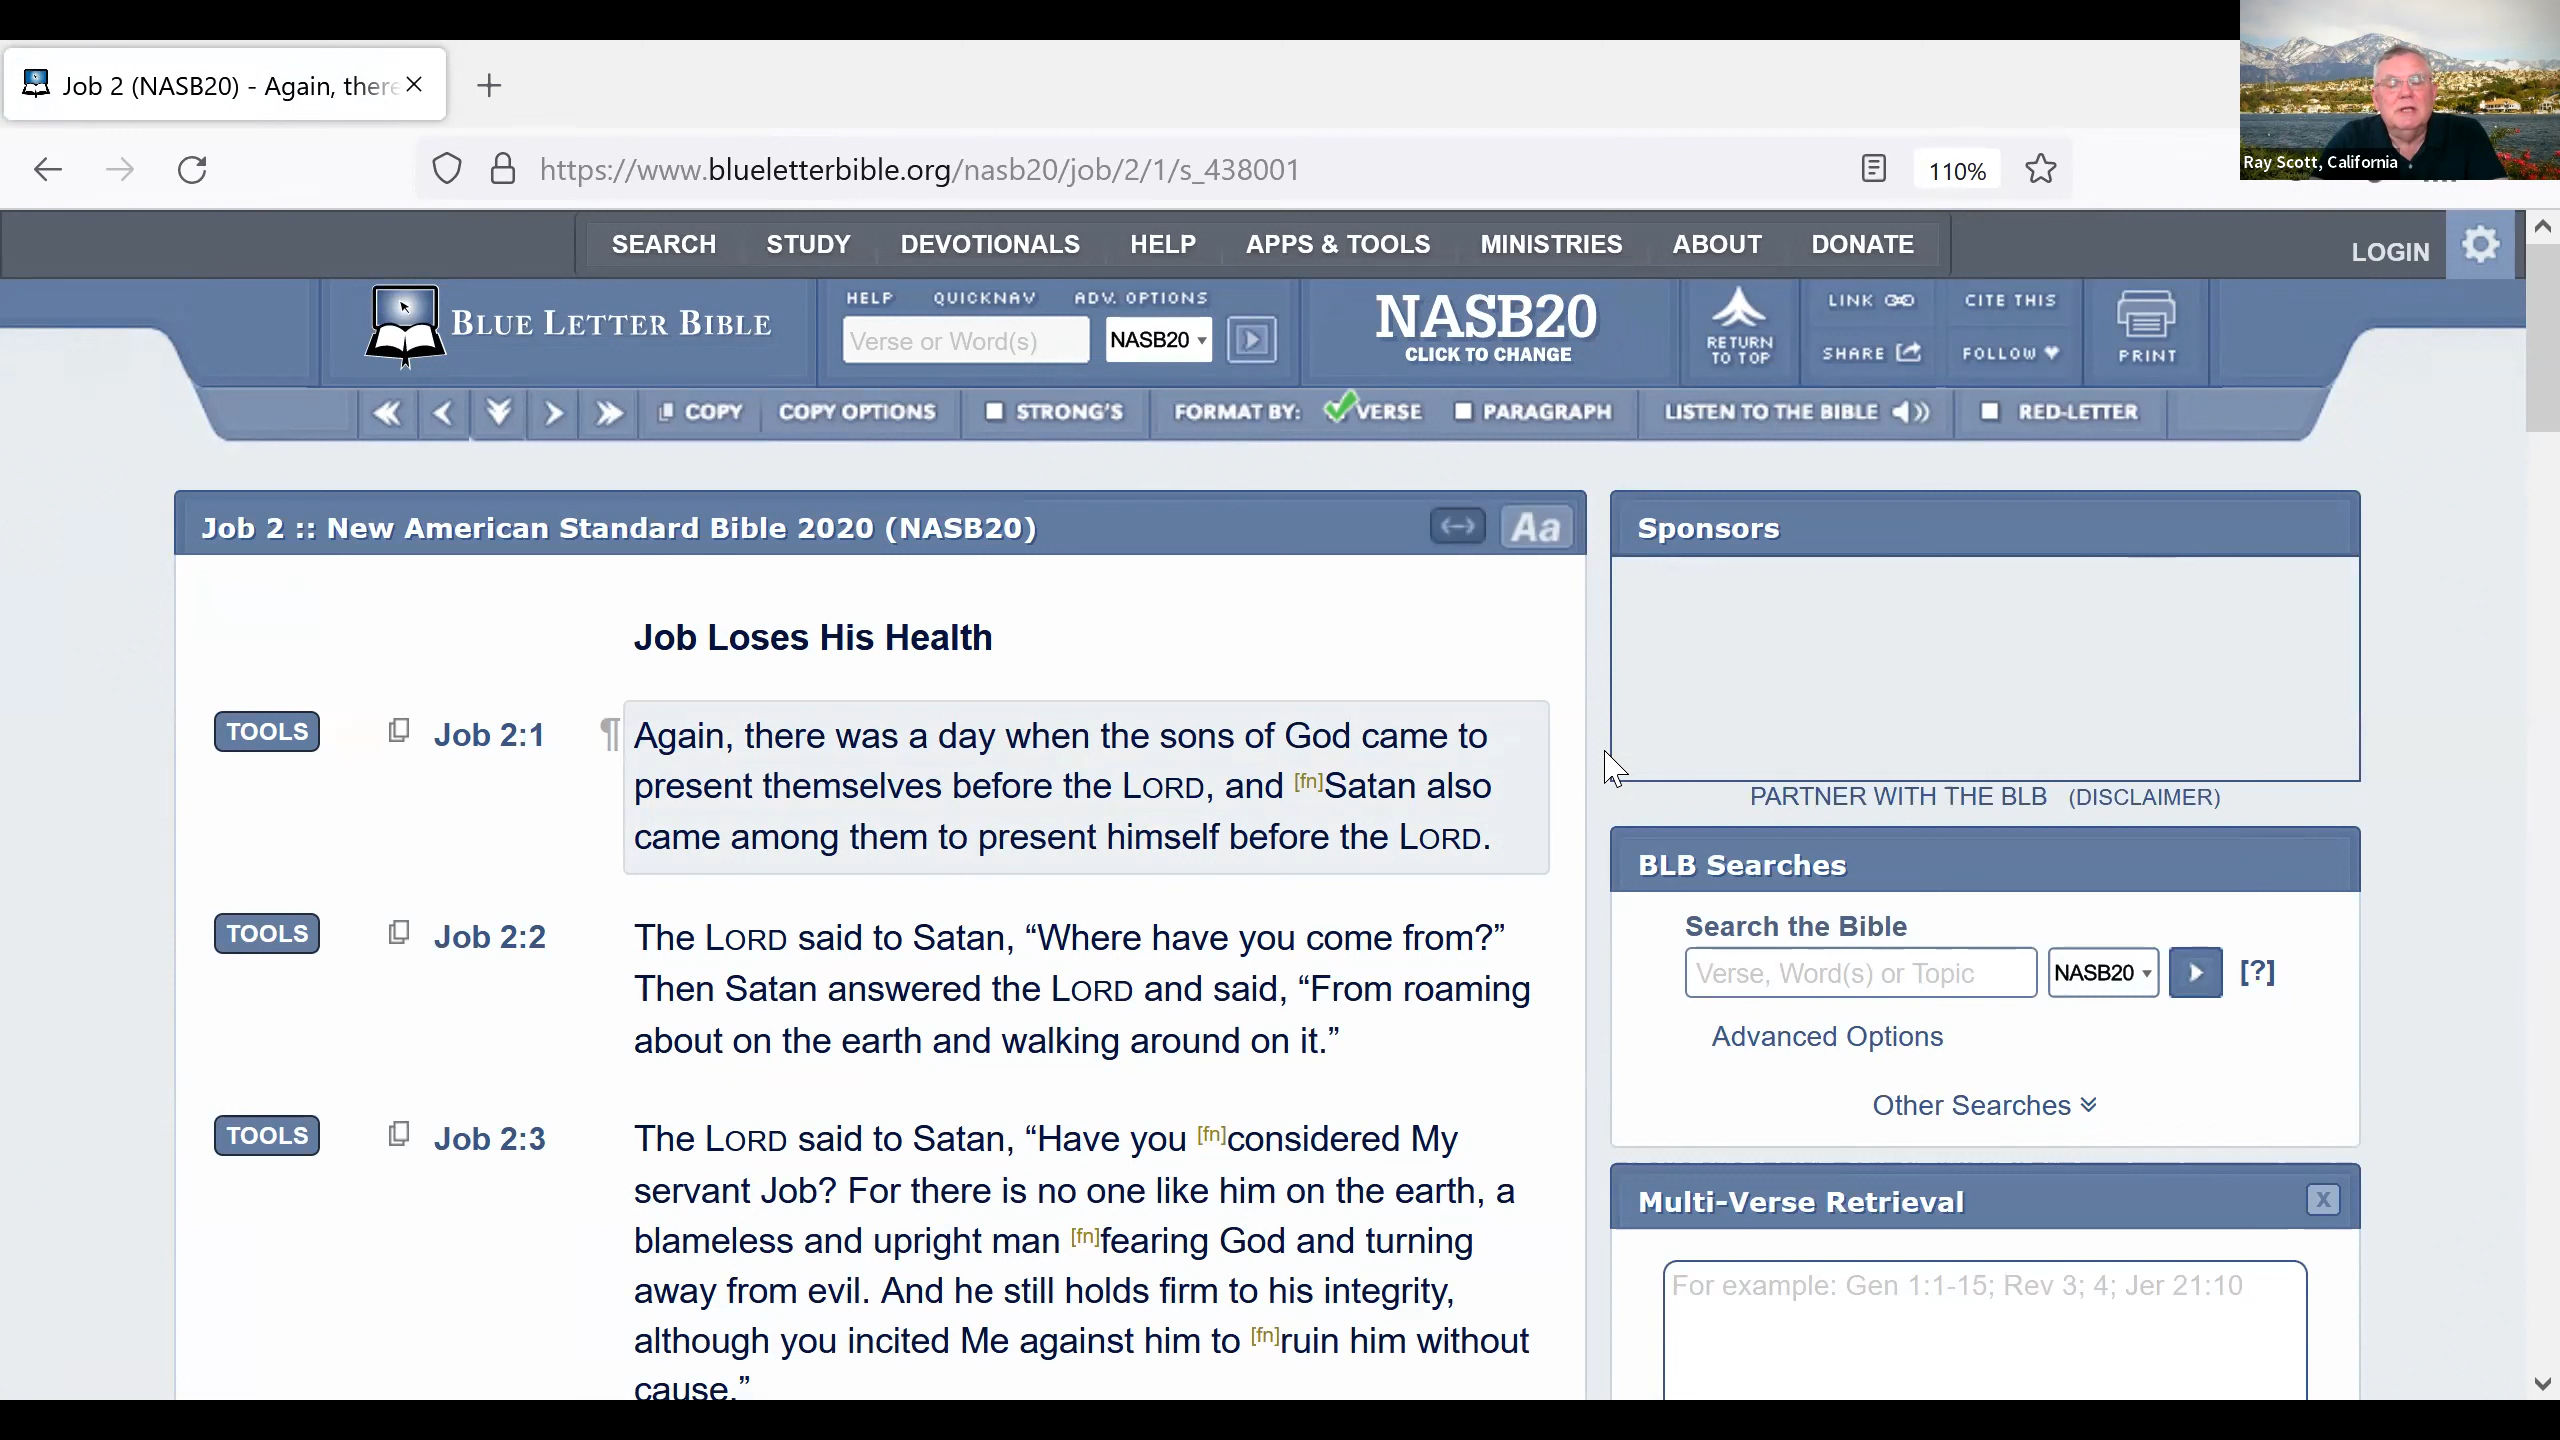 Job 2 (NASB20) - Again, there
https://www.blueletterbible.org/nasb20/job/2/1/s_438001
110%
Ray Scott, California
SEARCH STUDY DEVOTIONALS HELP APPS & TOOLS MINISTRIES ABOUT DONATE
LOGIN
BLUE LETTER BIBLE
HELP QUICKNAV ADV. OPTIONS
Verse or Word(s)
NASB20
NASB20
CLICK TO CHANGE
RETURN
TO TOP
LINK
CITE THIS
SHARE
FOLLOW
PRINT
COPY COPY OPTIONS STRONG'S FORMAT BY: VERSE PARAGRAPH LISTEN TO THE BIBLE RED-LETTER
Job 2 :: New American Standard Bible 2020 (NASB20)
Aa
Job Loses His Health
TOOLS Job 2:1 ¶ Again, there was a day when the sons of God came to
present themselves before the LORD, and [fn]Satan also
came among them to present himself before the LORD.
TOOLS Job 2:2 The LORD said to Satan, “Where have you come from?”
Then Satan answered the LORD and said, “From roaming
about on the earth and walking around on it.”
TOOLS Job 2:3 The LORD said to Satan, “Have you [fn]considered My
servant Job? For there is no one like him on the earth, a
blameless and upright man [fn]fearing God and turning
away from evil. And he still holds firm to his integrity,
although you incited Me against him to [fn]ruin him without
cause.”
Sponsors
PARTNER WITH THE BLB (DISCLAIMER)
BLB Searches
Search the Bible
Verse, Word(s) or Topic
NASB20
[?]
Advanced Options
Other Searches
Multi-Verse Retrieval
X
For example: Gen 1:1-15; Rev 3; 4; Jer 21:10